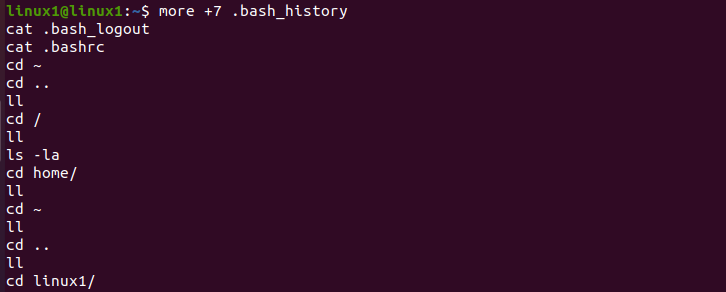 linux1@linux1:~$ more +7 .bash_history
cat .bash_logout
cat .bashrc
cd ~
cd ..
ll
cd /
ll
ls -la
cd home/
ll
cd ~
ll
cd ..
ll
cd linux1/